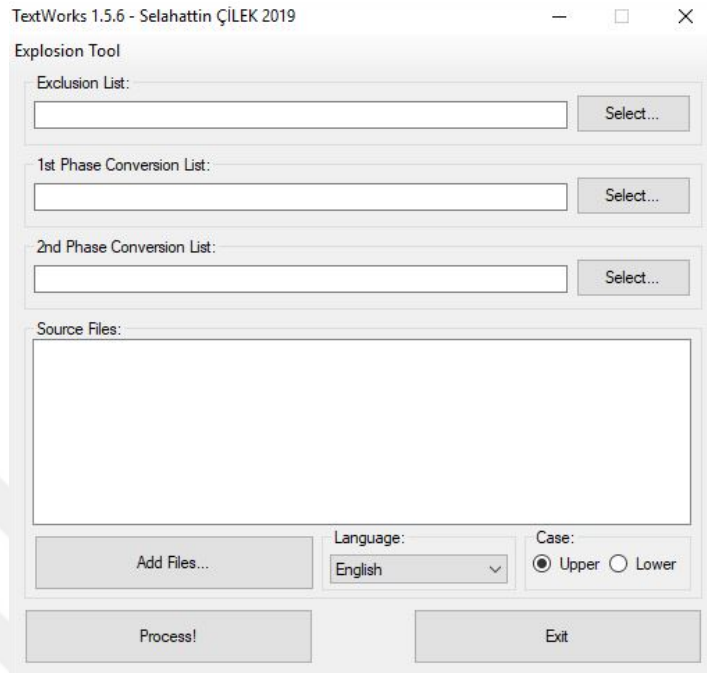 TextWorks 1.5.6 - Selahattin ÇİLEK 2019
Explosion Tool
Exclusion List:
Select...
1st Phase Conversion List:
Select...
2nd Phase Conversion List:
Select...
Source Files:
Add Files...
Language:
English
Case:
Upper
Lower
Process!
Exit